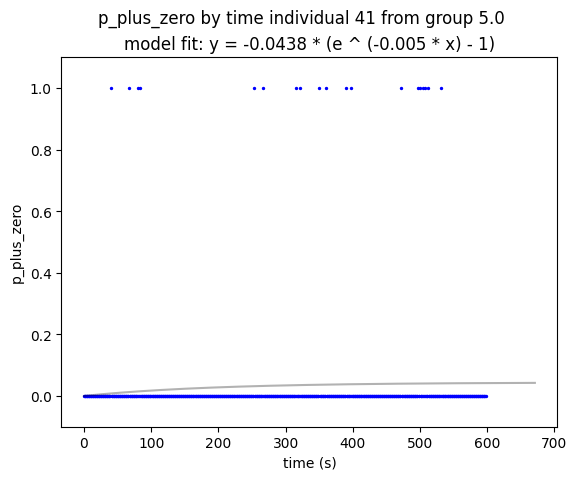 p_plus_zero by time individual 41 from group 5.0
model fit: y = -0.0438 * (e ^ (-0.005 * x) - 1)
1.0
0.8
0.6
0.4
0.2
0.0
p_plus_zero
0 100 200 300 400 500 600 700
time (s)